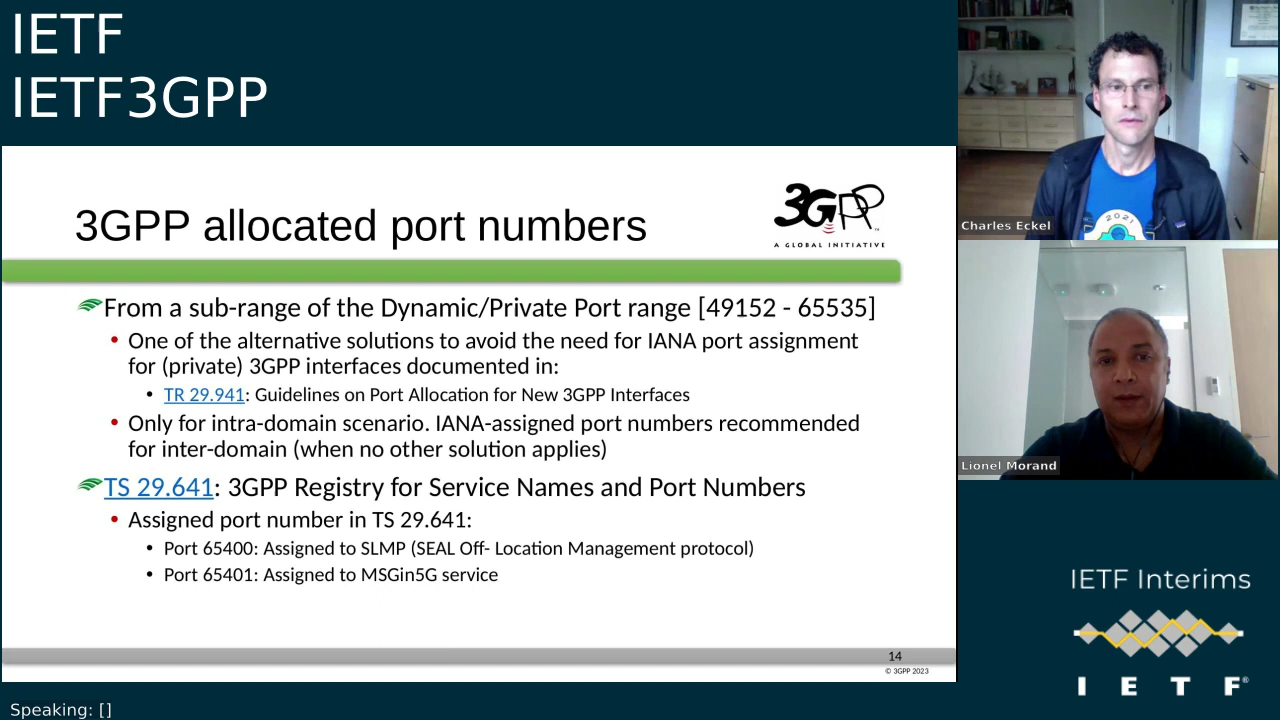 IETF
IETF3GPP
3GPP allocated port numbers
3GPP
TM
A GLOBAL INITIATIVE
From a sub-range of the Dynamic/Private Port range [49152 - 65535]
• One of the alternative solutions to avoid the need for IANA port assignment
for (private) 3GPP interfaces documented in:
• TR 29.941: Guidelines on Port Allocation for New 3GPP Interfaces
• Only for intra-domain scenario. IANA-assigned port numbers recommended
for inter-domain (when no other solution applies)
TS 29.641: 3GPP Registry for Service Names and Port Numbers
• Assigned port number in TS 29.641:
• Port 65400: Assigned to SLMP (SEAL Off- Location Management protocol)
• Port 65401: Assigned to MSGin5G service
14
© 3GPP 2023
2021
Charles Eckel
Lionel Morand
IETF Interims
I E T F®
Speaking: []